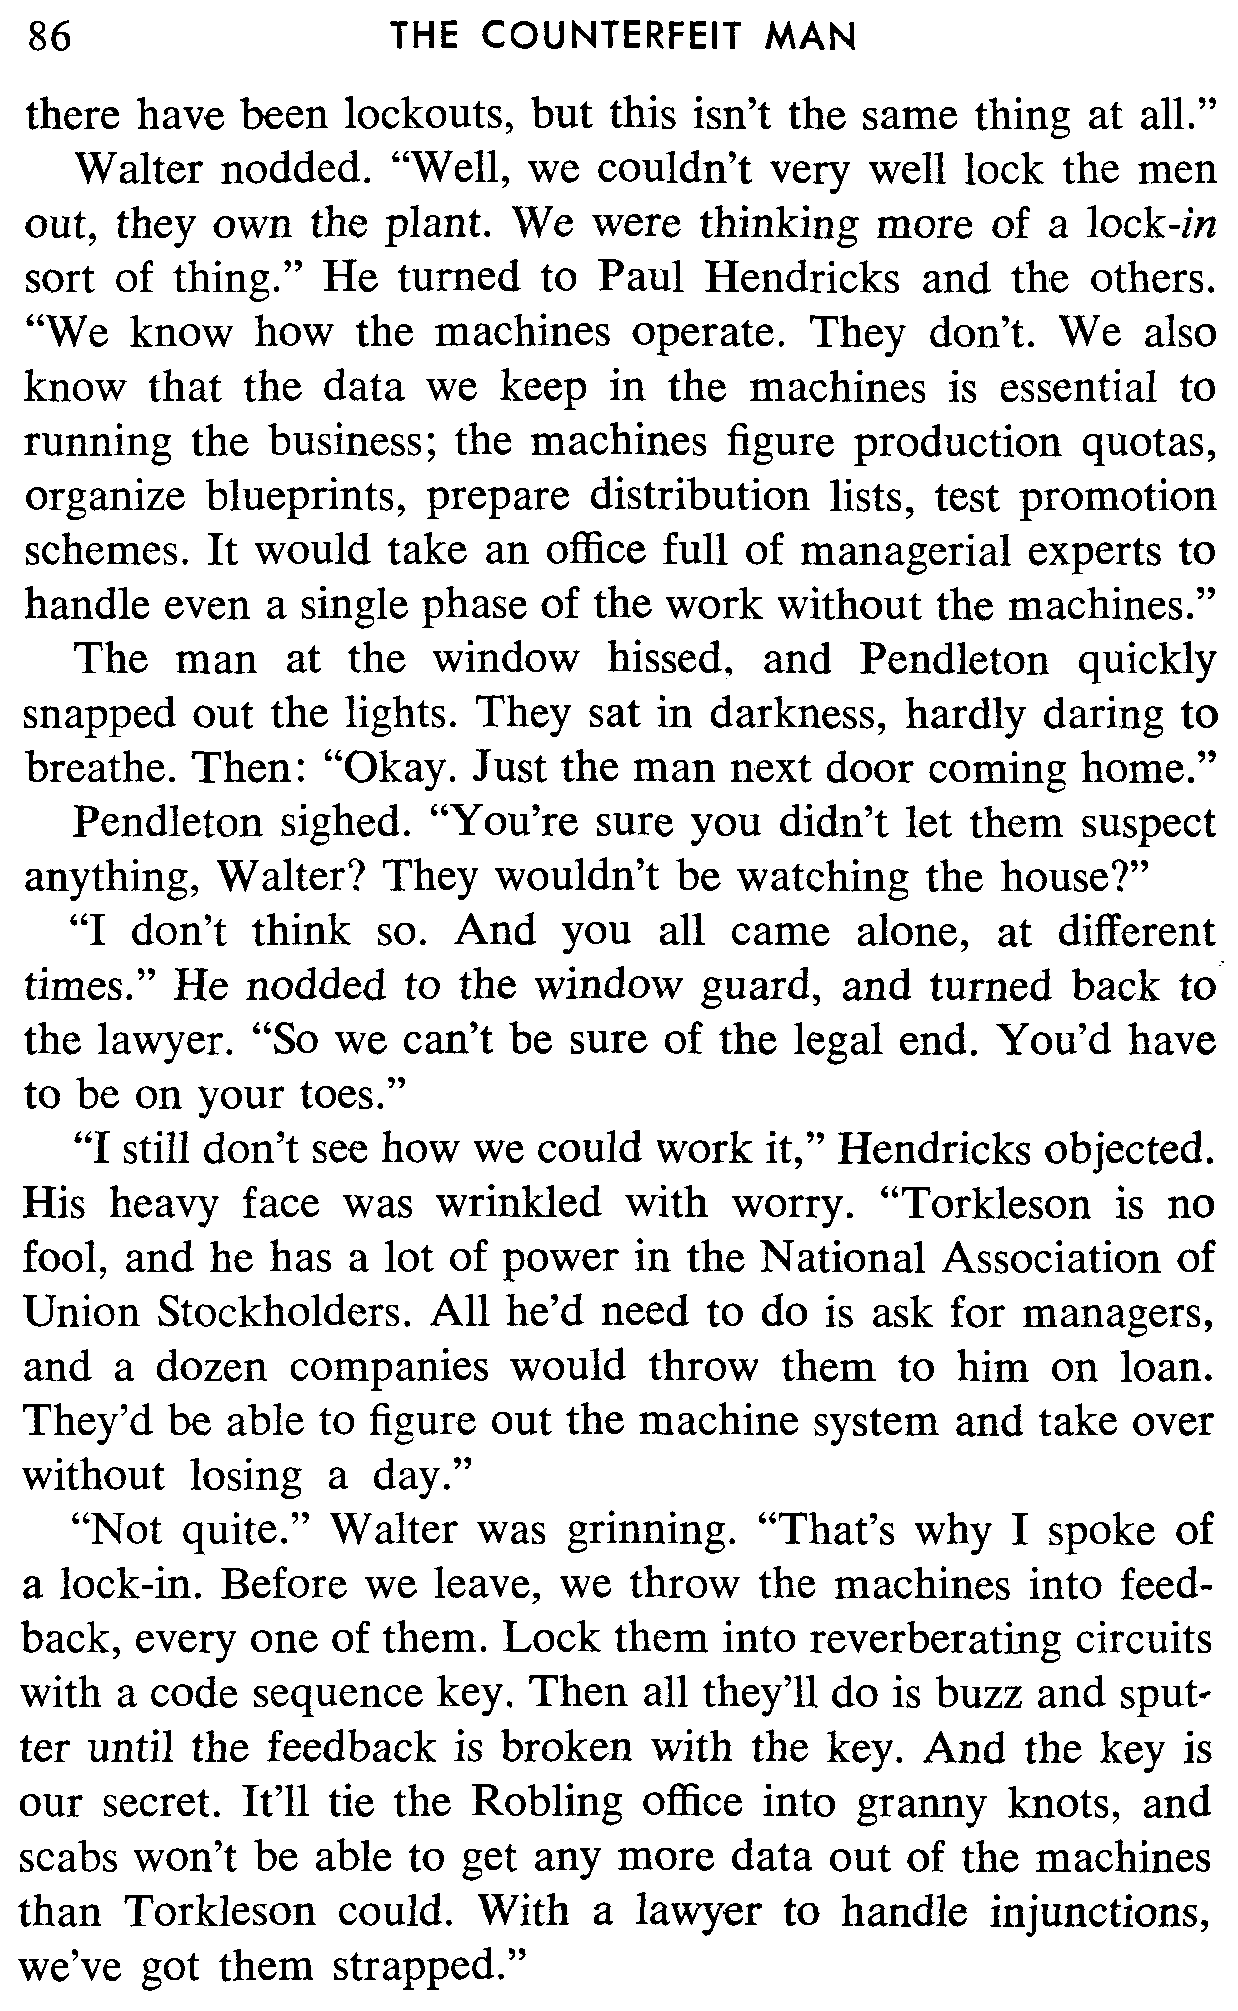 86 THE COUNTERFEIT MAN
there have been lockouts, but this isn't the same thing at all.”
Walter nodded. “Well, we couldn't very well lock the men
out, they own the plant. We were thinking more of a lock-in
sort of thing.” He turned to Paul Hendricks and the others.
“We know how the machines operate. They don't. We also
know that the data we keep in the machines is essential to
running the business; the machines figure production quotas,
organize blueprints, prepare distribution lists, test promotion
schemes. It would take an office full of managerial experts to
handle even a single phase of the work without the machines.”
The man at the window hissed, and Pendleton quickly
snapped out the lights. They sat in darkness, hardly daring to
breathe. Then: “Okay. Just the man next door coming home.”
Pendleton sighed. “You're sure you didn't let them suspect
anything, Walter? They wouldn't be watching the house?”
“I don't think so. And you all came alone, at different
times.” He nodded to the window guard, and turned back to
the lawyer. “So we can't be sure of the legal end. You'd have
to be on your toes.”
“I still don't see how we could work it,” Hendricks objected.
His heavy face was wrinkled with worry. “Torkleson is no
fool, and he has a lot of power in the National Association of
Union Stockholders. All he'd need to do is ask for managers,
and a dozen companies would throw them to him on loan.
They'd be able to figure out the machine system and take over
without losing a day.”
“Not quite.” Walter was grinning. “That's why I spoke of
a lock-in. Before we leave, we throw the machines into feed-
back, every one of them. Lock them into reverberating circuits
with a code sequence key. Then all they'll do is buzz and sput-
ter until the feedback is broken with the key. And the key is
our secret. It'll tie the Robling office into granny knots, and
scabs won't be able to get any more data out of the machines
than Torkleson could. With a lawyer to handle injunctions,
we've got them strapped.”